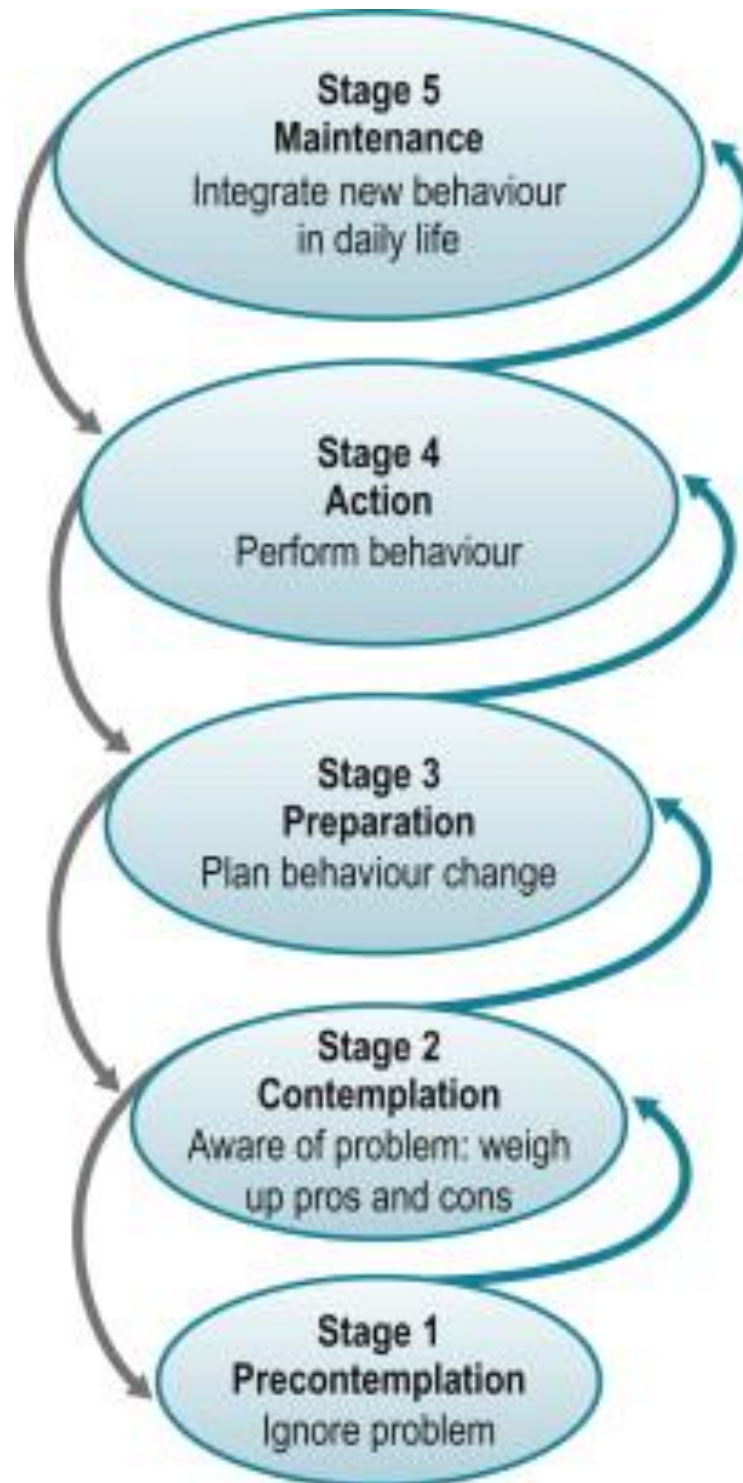 Stage 5
Maintenance
Integrate new behaviour
in daily life
Stage 4
Action
Perform behaviour
Stage 3
Preparation
Plan behaviour change
Stage 2
Contemplation
Aware of problem: weigh
up pros and cons
Stage 1
Precontemplation
Ignore problem